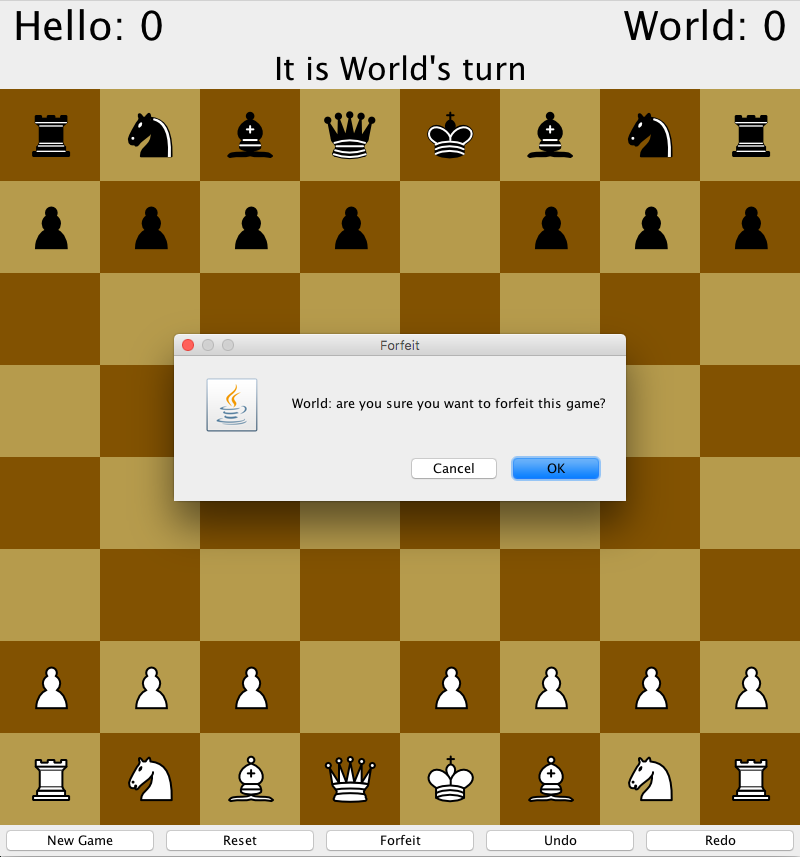 Hello: 0
World: 0
It is World's turn
Forfeit
World: are you sure you want to forfeit this game?
Cancel
OK
New Game
Reset
Forfeit
Undo
Redo